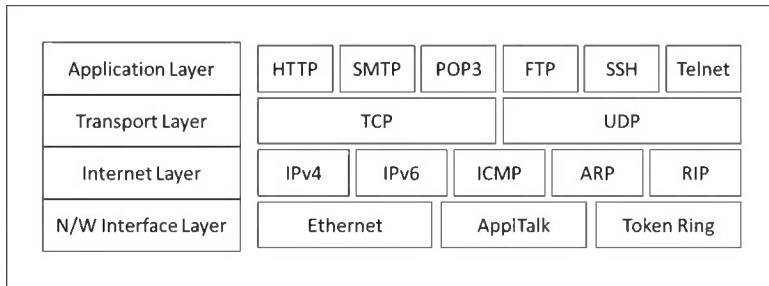 Application Layer HTTP SMTP POP3 FTP SSH Telnet
Transport Layer TCP UDP
Internet Layer IPv4 IPv6 ICMP ARP RIP
N/W Interface Layer Ethernet ApplTalk Token Ring